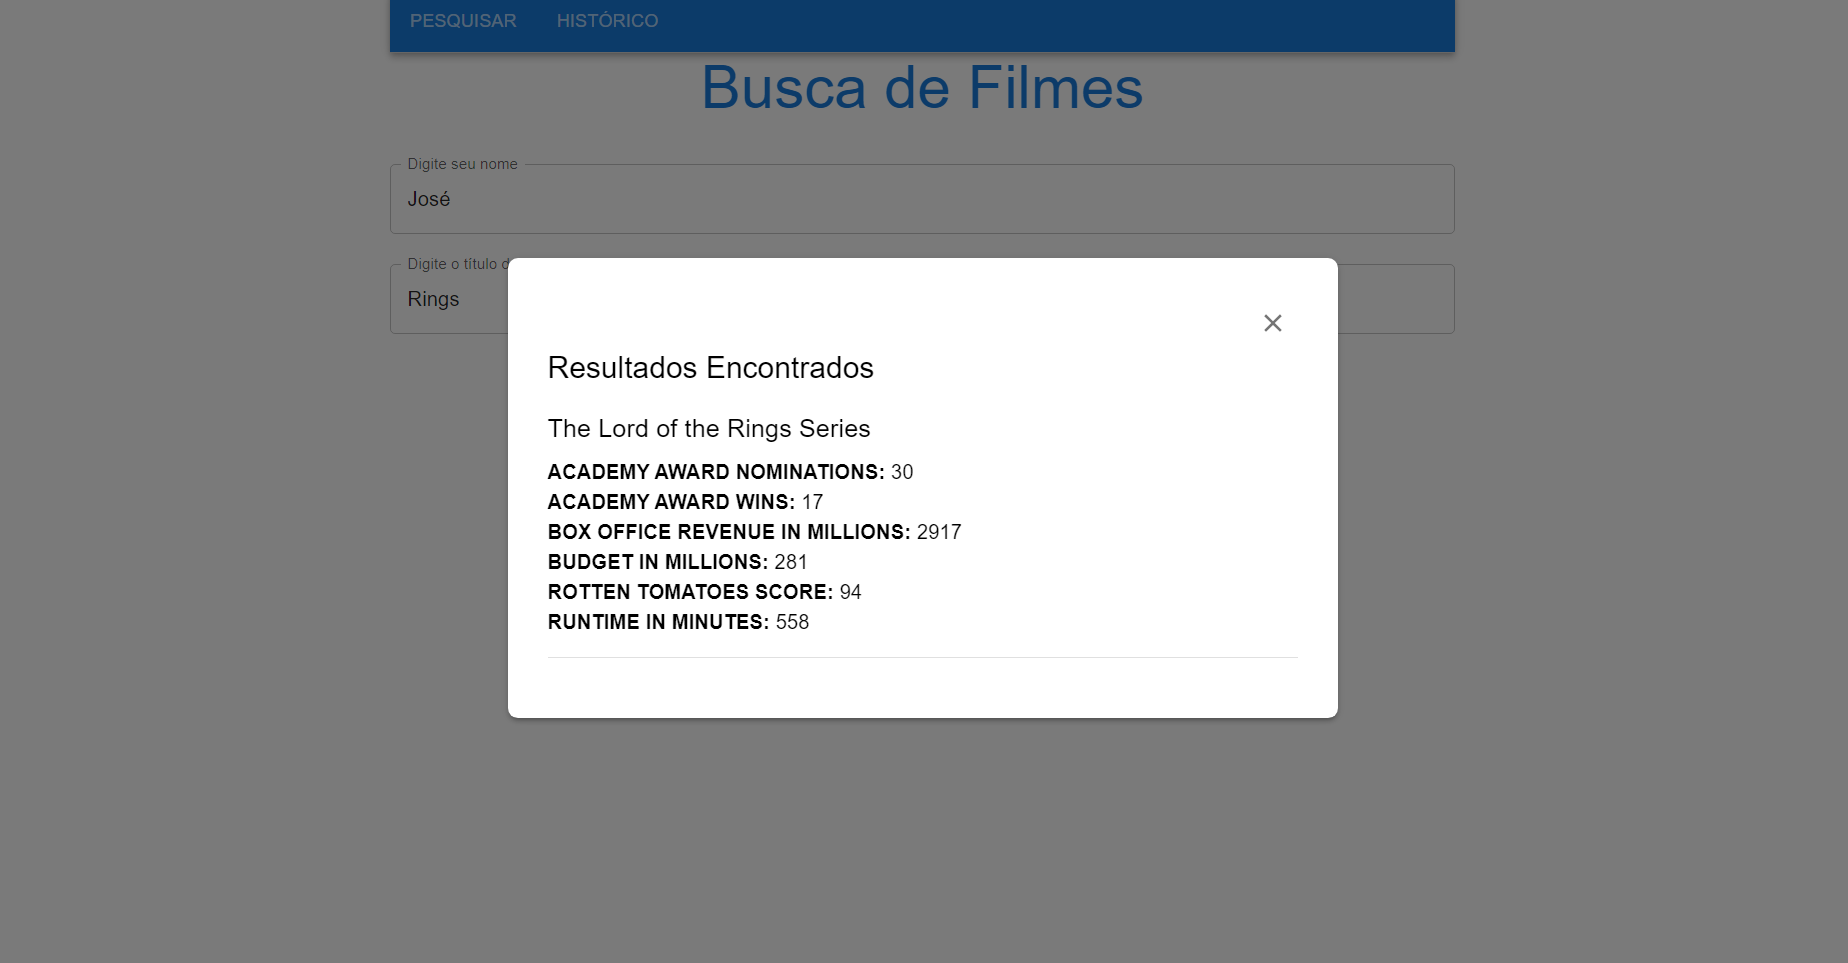 PESQUISAR HISTÓRICO
Busca de Filmes
Digite seu nome
José
Digite o título
Rings
Resultados Encontrados
The Lord of the Rings Series
ACADEMY AWARD NOMINATIONS: 30
ACADEMY AWARD WINS: 17
BOX OFFICE REVENUE IN MILLIONS: 2917
BUDGET IN MILLIONS: 281
ROTTEN TOMATOES SCORE: 94
RUNTIME IN MINUTES: 558